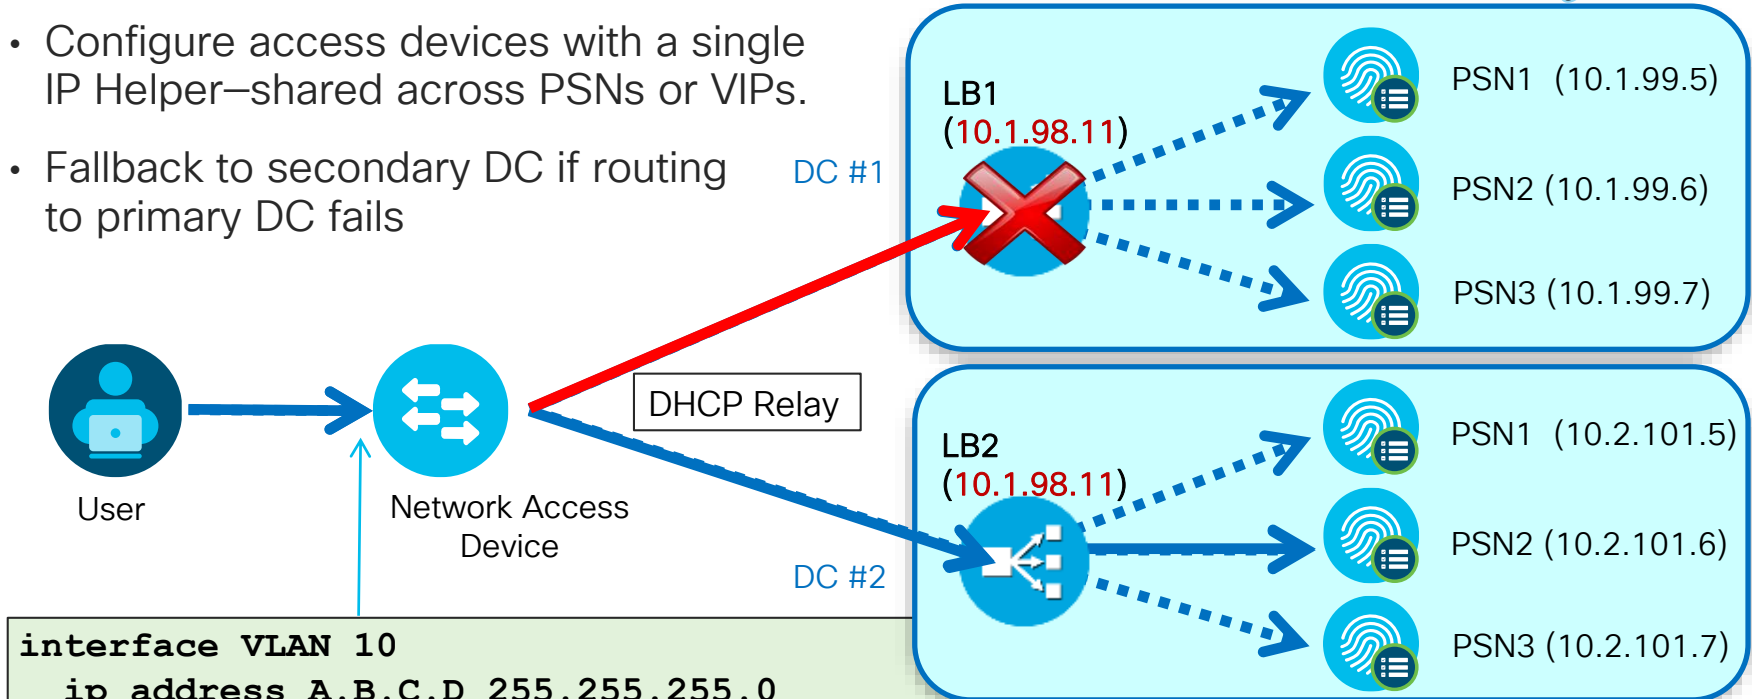 • Configure access devices with a single
IP Helper–shared across PSNs or VIPs.
• Fallback to secondary DC if routing
to primary DC fails
DC #1
LB1
(10.1.98.11)
PSN1 (10.1.99.5)
PSN2 (10.1.99.6)
PSN3 (10.1.99.7)
User
Network Access
Device
DHCP Relay
DC #2
LB2
(10.1.98.11)
PSN1 (10.2.101.5)
PSN2 (10.2.101.6)
PSN3 (10.2.101.7)
interface VLAN 10
ip address A.B.C.D 255.255.255.0